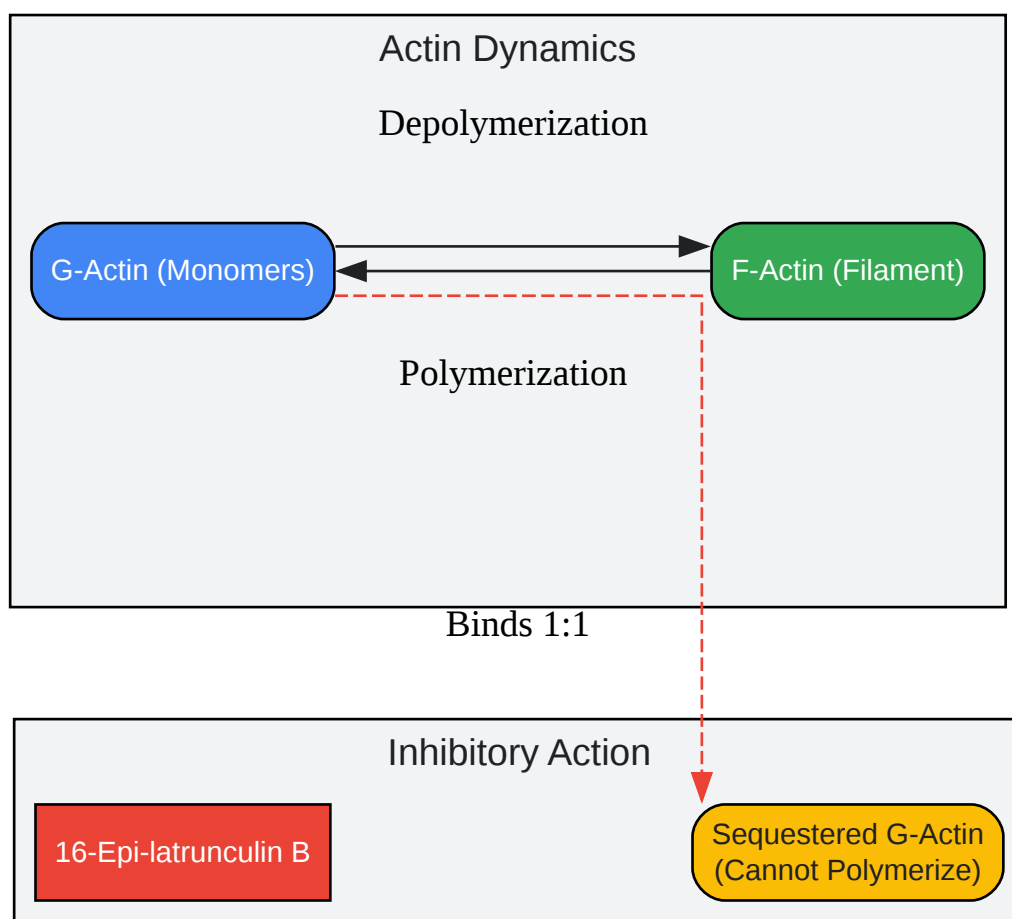 Actin Dynamics
Depolymerization
G-Actin (Monomers)
F-Actin (Filament)
Polymerization
Binds 1:1
Inhibitory Action
16-Epi-latrunculin B
Sequestered G-Actin
(Cannot Polymerize)